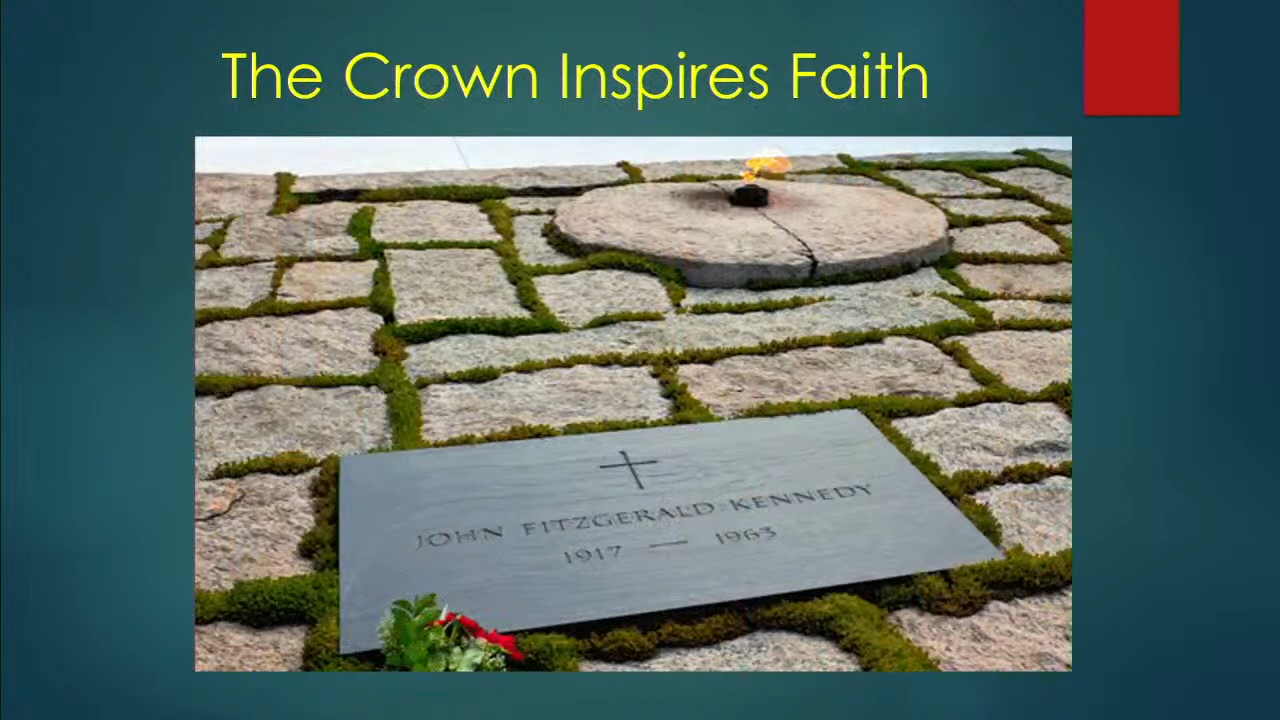 The Crown Inspires Faith
JOHN FITZGERALD KENNEDY
1917 — 1963